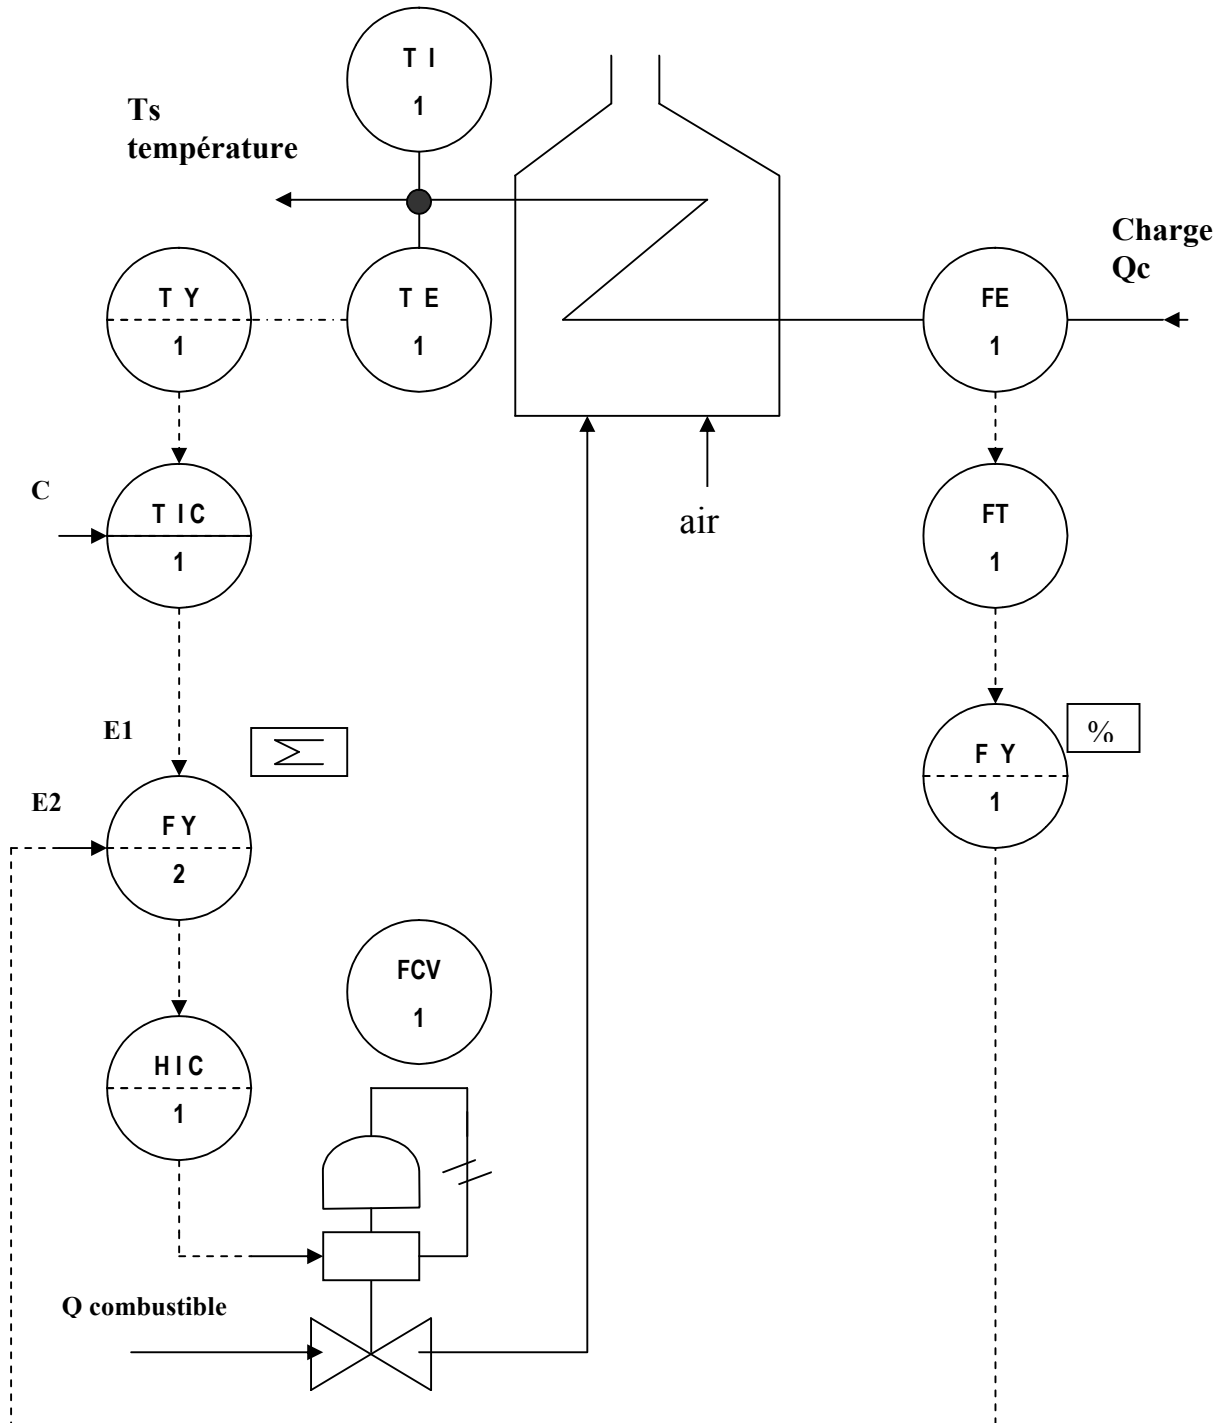 T I
1
Ts
température
Charge
Qc
T Y
1
T E
1
FE
1
C
T I C
1
air
FT
1
E1
Σ
%
F Y
1
E2
F Y
2
FCV
1
H I C
1
Q combustible